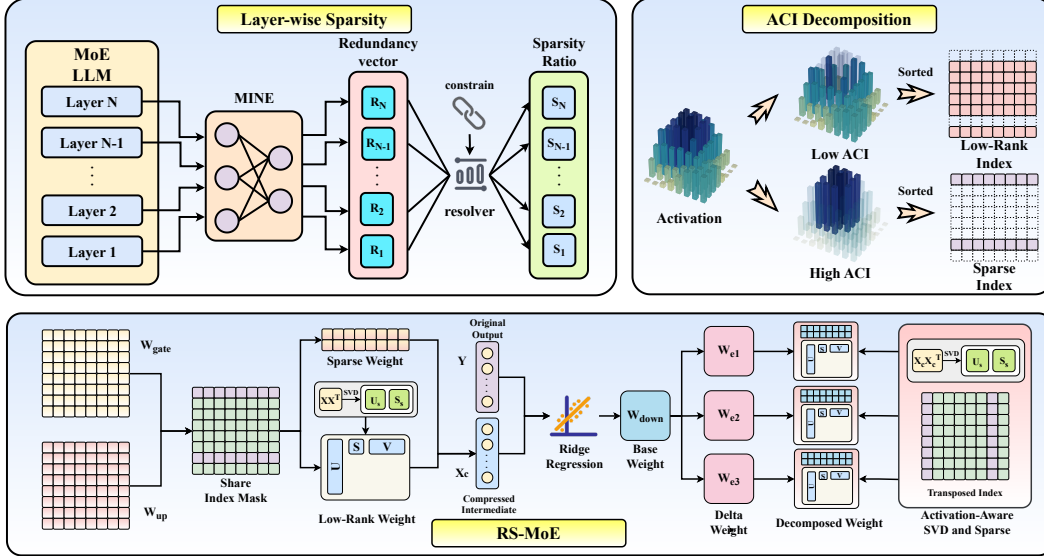 Layer-wise Sparsity
MoE
LLM
Layer N
Layer N-1
Layer 2
Layer 1
MINE
Redundancy
vector
R_N
R_{N-1}
R_2
R_1
constrain
resolver
Sparsity
Ratio
S_N
S_{N-1}
S_2
S_1
ACI Decomposition
Activation
Low ACI
High ACI
Sorted
Sorted
Low-Rank
Index
Sparse
Index
W_gate
W_up
Share
Index Mask
Sparse Weight
XX^T
SVD
U_s
S_s
U
S
V
Low-Rank Weight
Original
Output
Y
X_c
Compressed
Intermediate
Ridge
Regression
W_down
Base
Weight
W_e1
W_e2
W_e3
Delta
Weight
U
S
V
U
S
V
U
S
V
Decomposed Weight
X_cX_c^T
SVD
U_s
S_s
Transposed Index
Activation-Aware
SVD and Sparse
RS-MoE